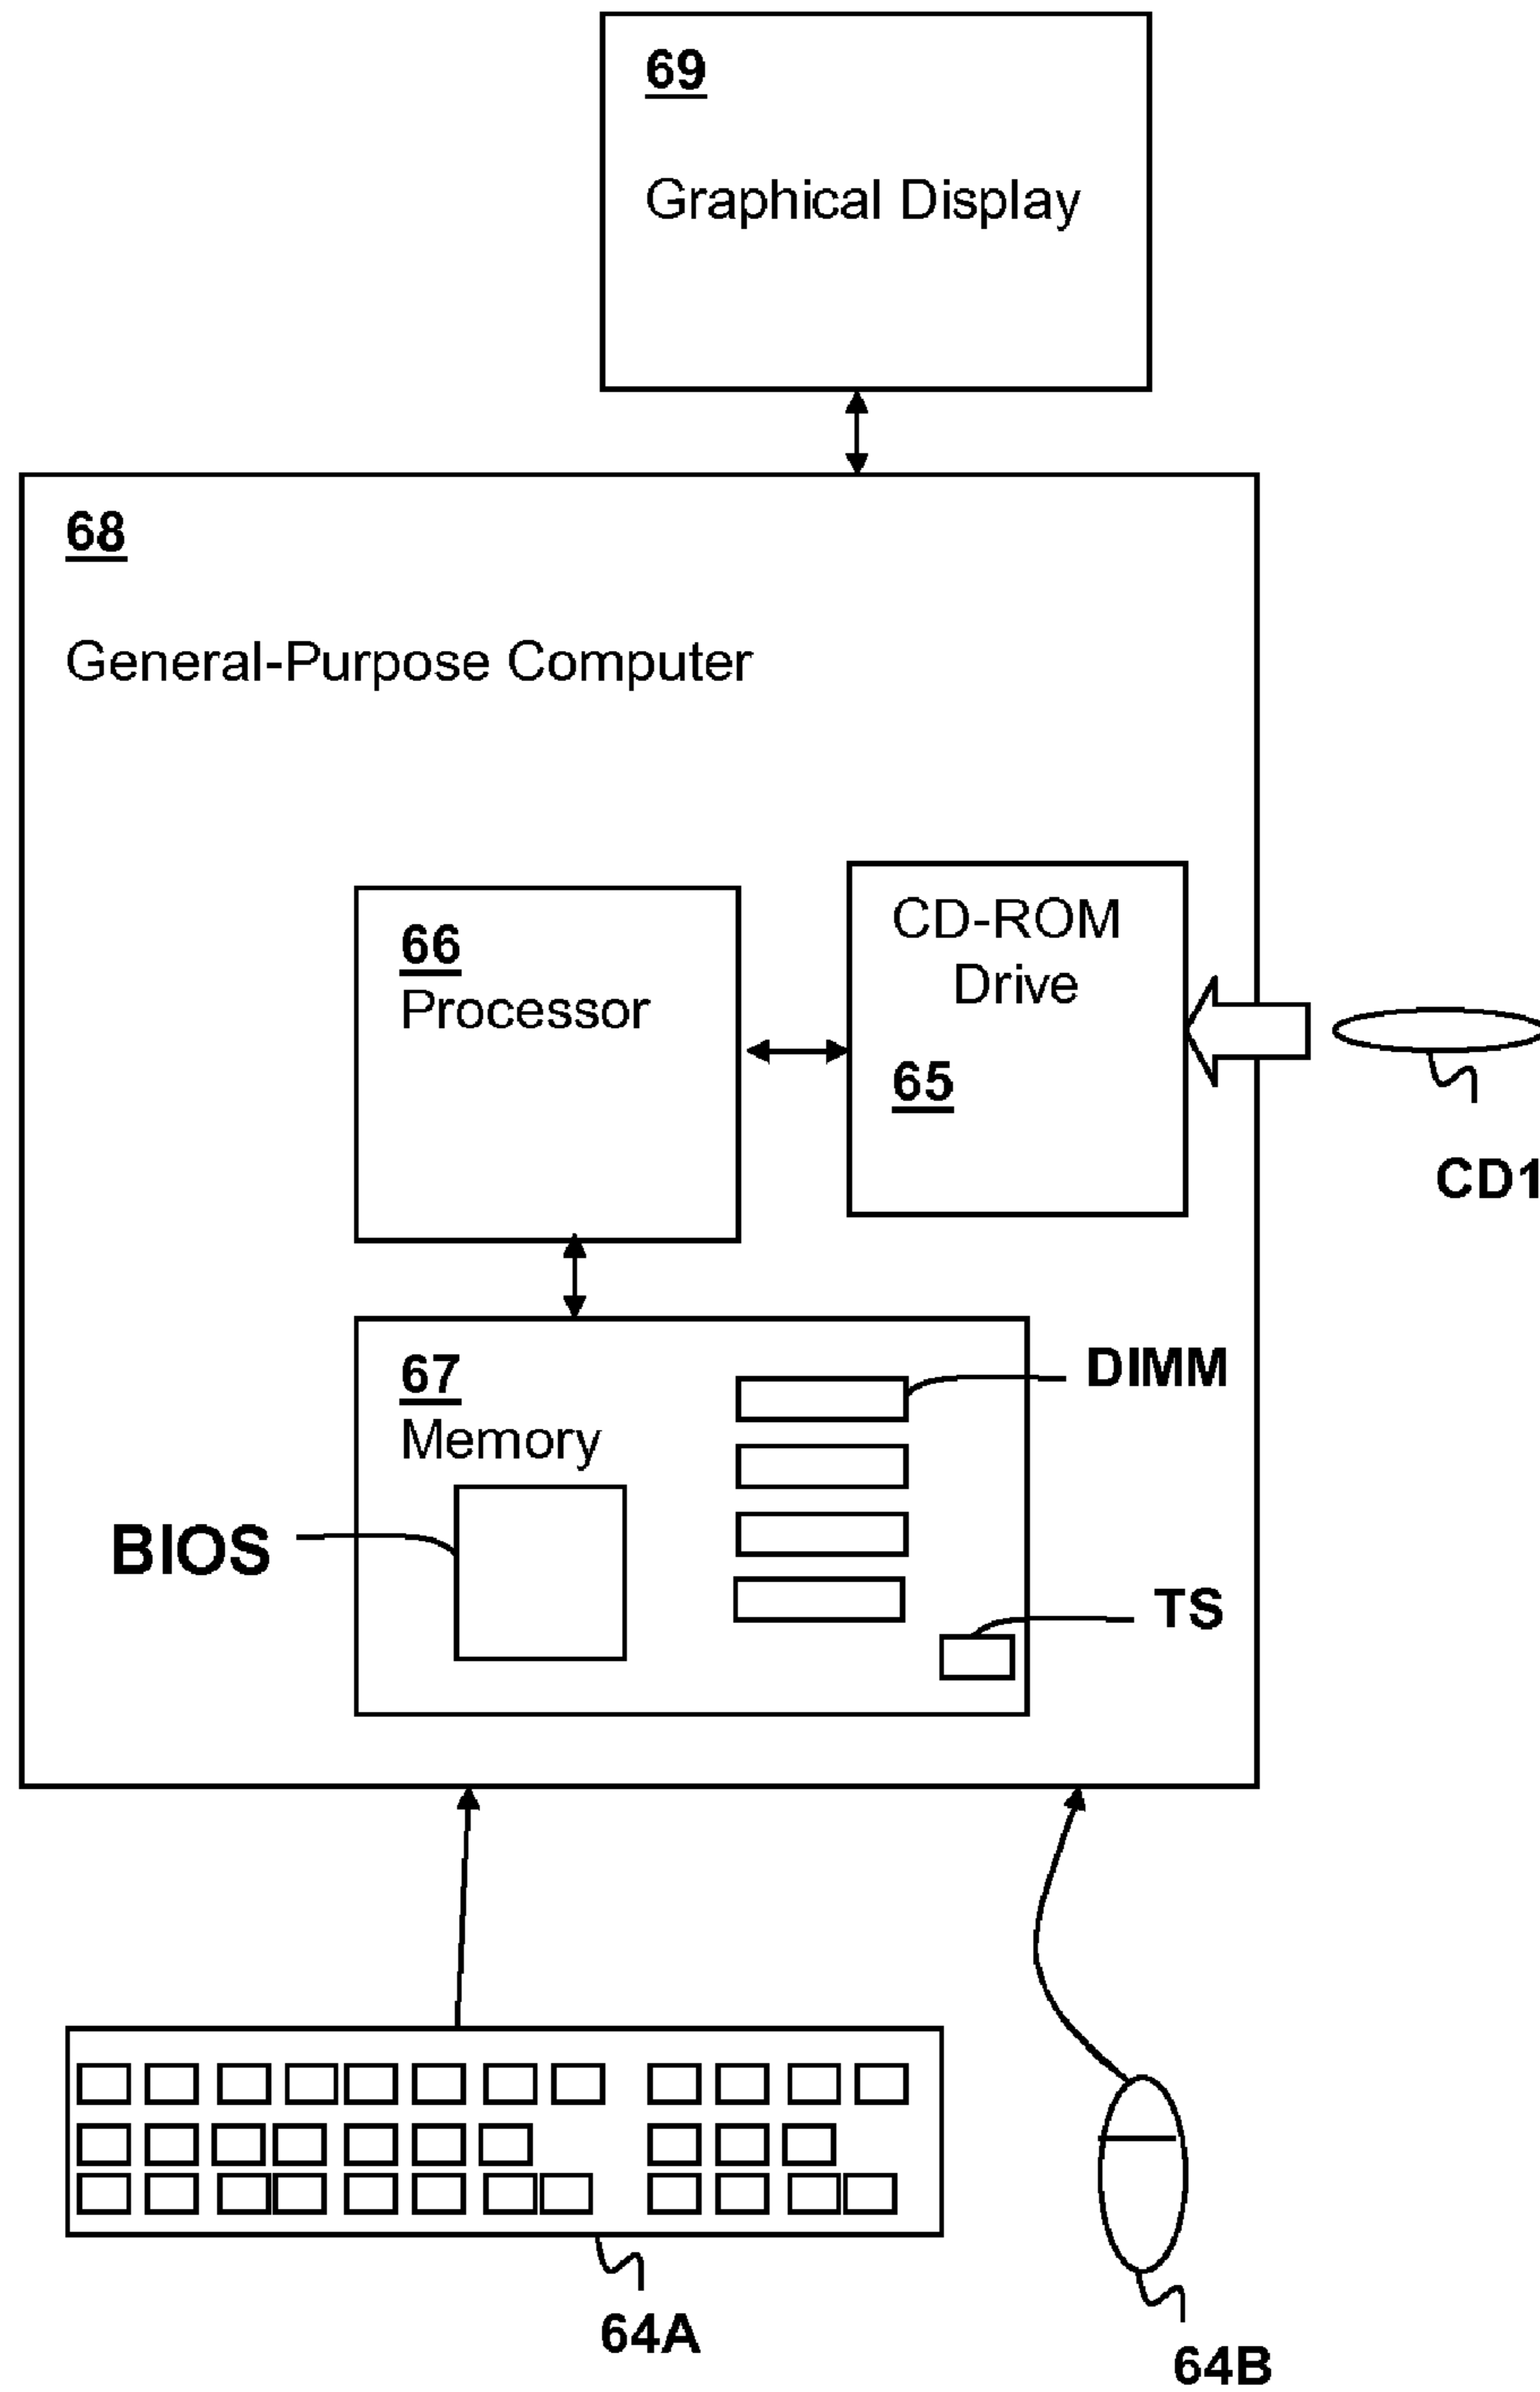 69
Graphical Display
68
General-Purpose Computer
66
Processor
CD-ROM
Drive
65
CD1
67
Memory
DIMM
BIOS
TS
64A
64B